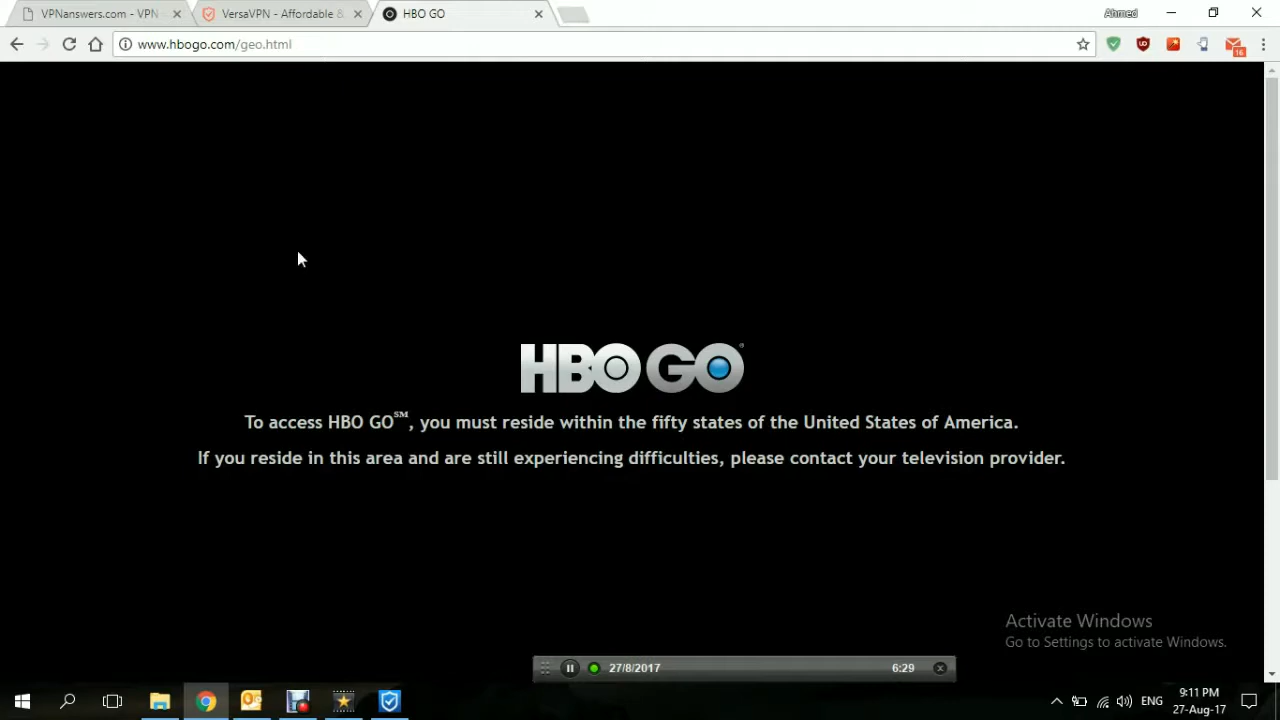 VPNanswers.com - VPN
VersaVPN - Affordable &
HBO GO
Ahmed
www.hbogo.com/geo.html
16
HBO GO®
To access HBO GO℠, you must reside within the fifty states of the United States of America.
If you reside in this area and are still experiencing difficulties, please contact your television provider.
Activate Windows
Go to Settings to activate Windows.
27/8/2017
6:29
ENG
9:11 PM
27-Aug-17